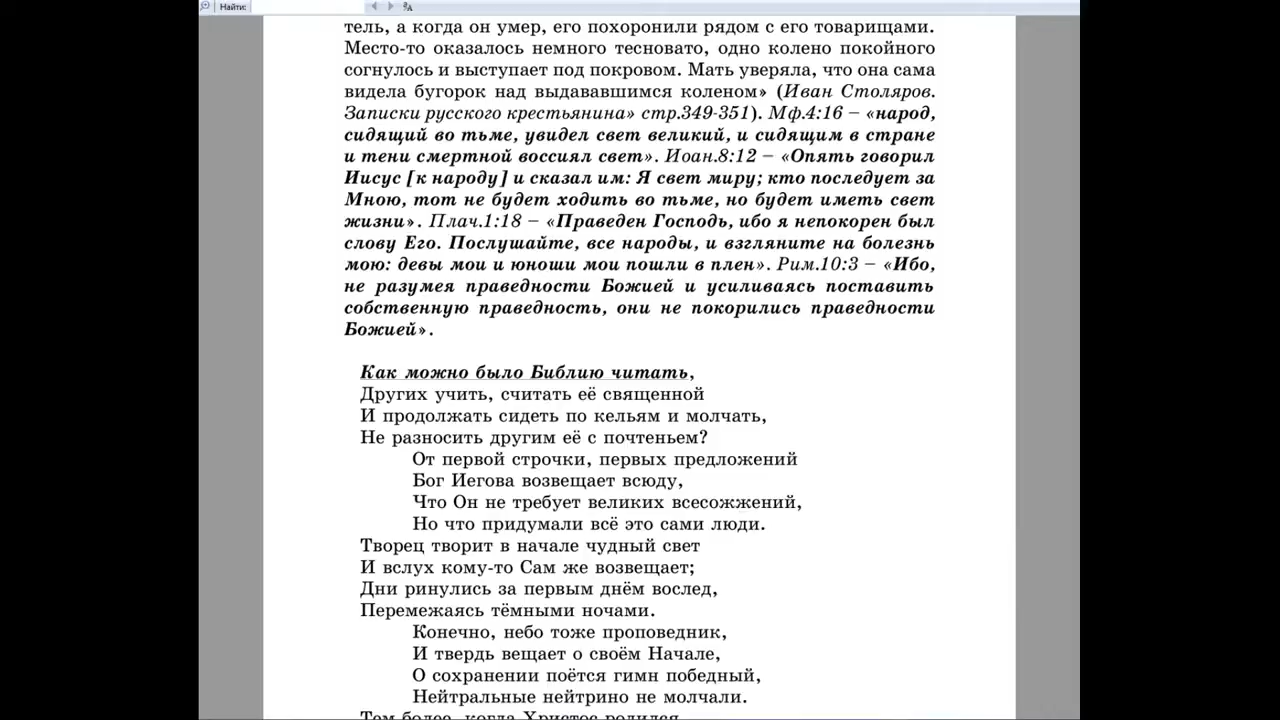 Найти:
тель, а когда он умер, его похоронили рядом с его товарищами.
Место-то оказалось немного тесновато, одно колено покойного
согнулось и выступает под покровом. Мать уверяла, что она сама
видела бугорок над выдававшимся коленом» (Иван Столяров.
Записки русского крестьянина» стр.349-351). Мф.4:16 – «народ,
сидящий во тьме, увидел свет великий, и сидящим в стране
и тени смертной воссиял свет». Иоан.8:12 – «Опять говорил
Иисус [к народу] и сказал им: Я свет миру; кто последует за
Мною, тот не будет ходить во тьме, но будет иметь свет
жизни». Плач.1:18 – «Праведен Господь, ибо я непокорен был
слову Его. Послушайте, все народы, и взгляните на болезнь
мою: девы мои и юноши мои пошли в плен». Рим.10:3 – «Ибо,
не разумея праведности Божией и усиливаясь поставить
собственную праведность, они не покорились праведности
Божией».
Как можно было Библию читать,
Других учить, считать её священной
И продолжать сидеть по кельям и молчать,
Не разносить другим её с почтеньем?
От первой строчки, первых предложений
Бог Иегова возвещает всюду,
Что Он не требует великих всесожжений,
Но что придумали всё это сами люди.
Творец творит в начале чудный свет
И вслух кому-то Сам же возвещает;
Дни ринулись за первым днём вослед,
Перемежаясь тёмными ночами.
Конечно, небо тоже проповедник,
И твердь вещает о своём Начале,
О сохранении поётся гимн победный,
Нейтральные нейтрино не молчали.
Тем более, когда Христос родился